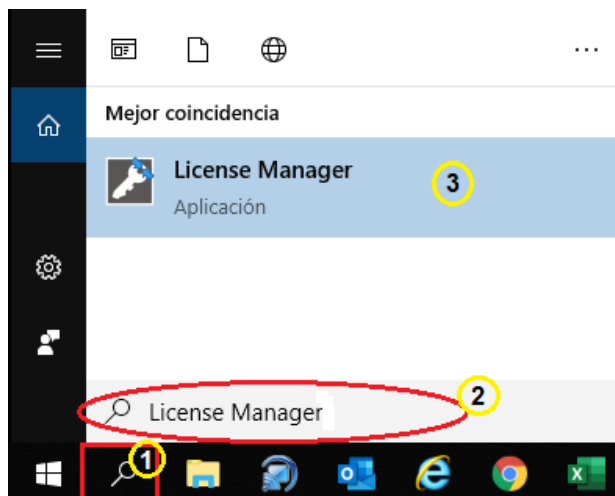 ...
Mejor coincidencia
License Manager
Aplicación
3
License Manager
2
1